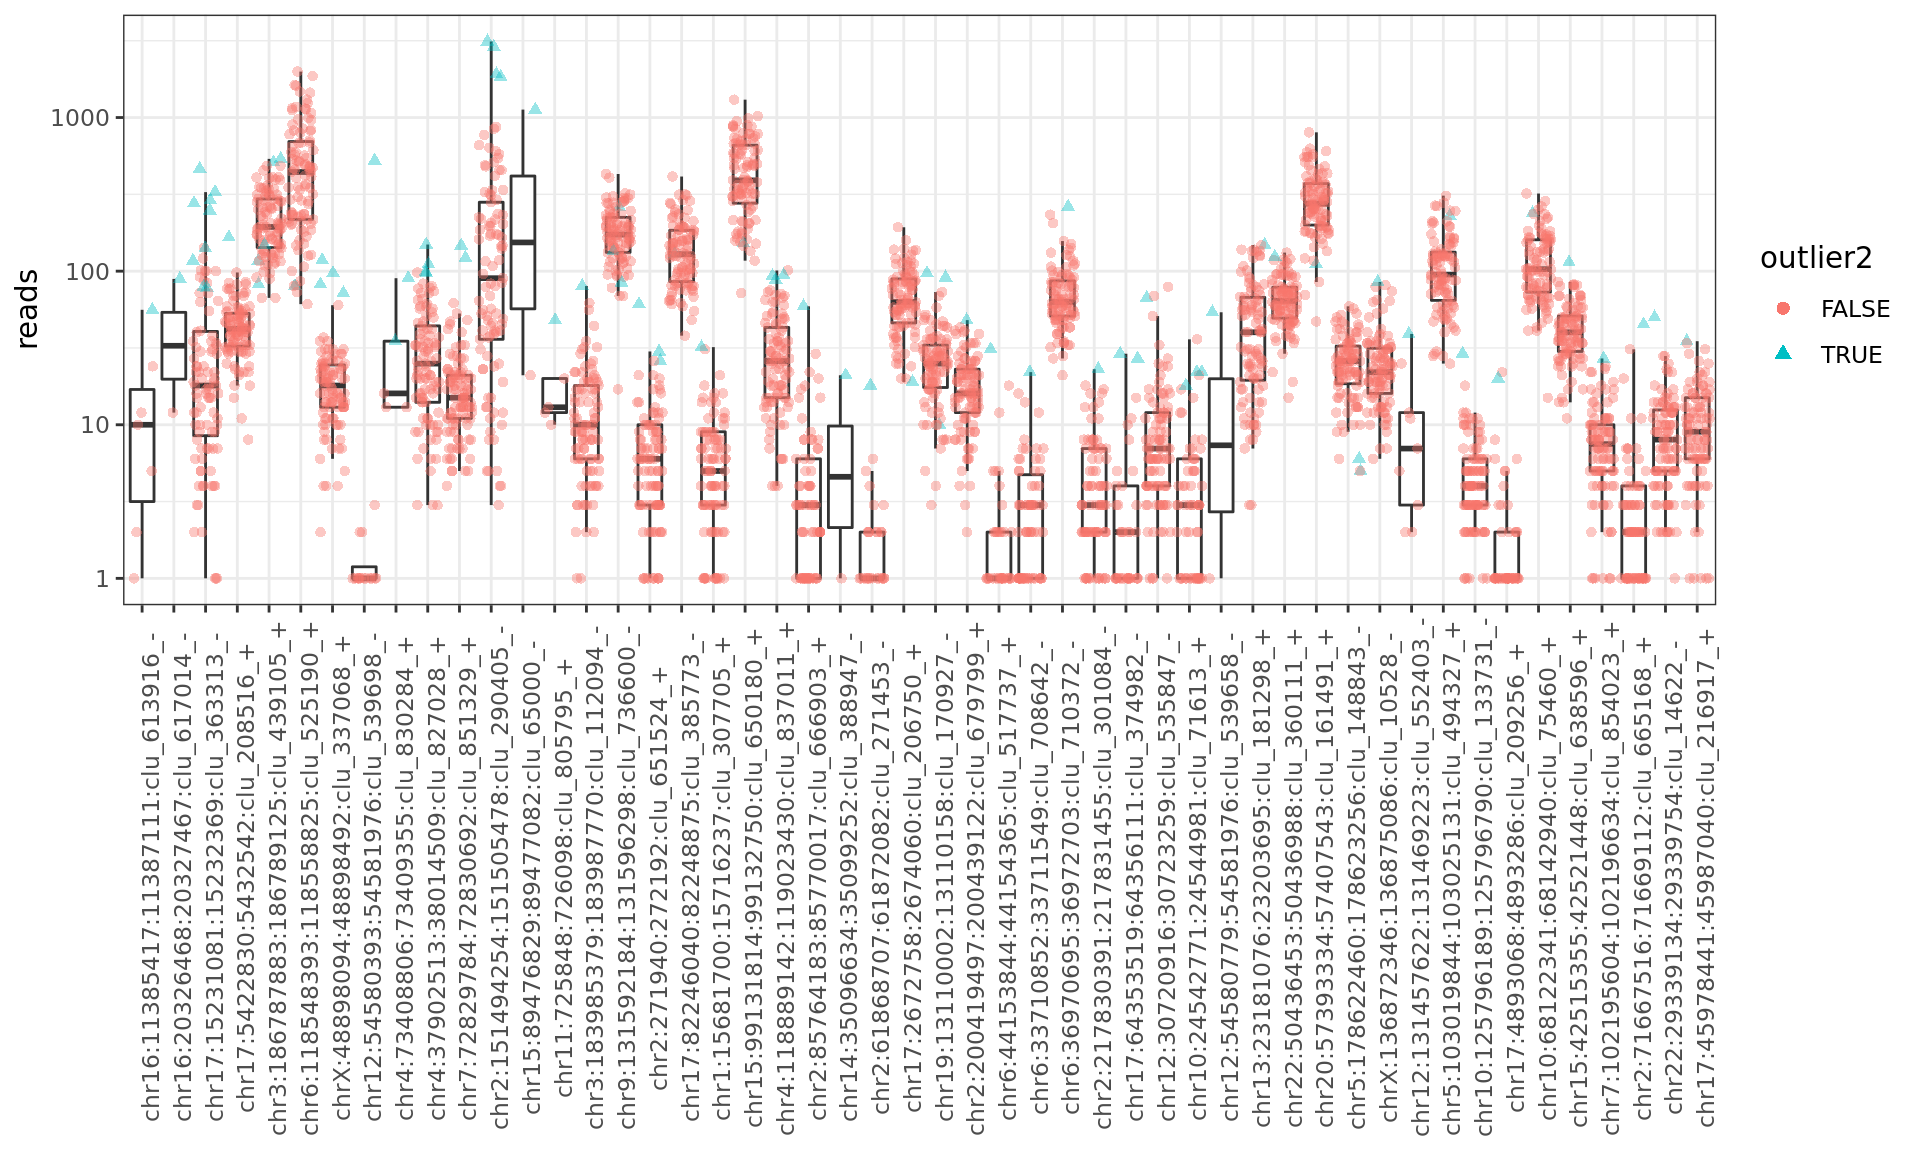 reads
1000
100
10
1
chr16:11385417:11387111:clu_613916_-
chr16:20326468:20327467:clu_617014_-
chr17:15231081:15232369:clu_363313_-
chr17:5422830:5432542:clu_208516_+
chr3:186787883:186789125:clu_439105_+
chr6:118548393:118558825:clu_525190_+
chrX:48898094:48898492:clu_337068_+
chr12:54580393:54581976:clu_539698_-
chr4:73408806:73409355:clu_830284_+
chr4:37902513:38014509:clu_827028_+
chr7:72829784:72830692:clu_851329_+
chr2:151494254:151505478:clu_290405_-
chr15:89476829:89477082:clu_65000_-
chr11:725848:726098:clu_805795_+
chr3:183985379:183987770:clu_112094_-
chr9:131592184:131596298:clu_736600_-
chr2:271940:272192:clu_651524_+
chr17:82246040:82248875:clu_385773_-
chr1:156817000:15716237:clu_307705_+
chr15:99131814:99132750:clu_650180_+
chr4:118889142:119023430:clu_837011_+
chr2:85764183:85770017:clu_666903_+
chr14:35096634:35099252:clu_388947_-
chr2:61868707:61872082:clu_271453_-
chr17:2672758:2674060:clu_206750_+
chr19:13110002:13110158:clu_170927_-
chr2:200419497:200439122:clu_679799_+
chr6:44153844:44154365:clu_517737_+
chr6:33710852:33711549:clu_708642_-
chr6:36970695:36972703:clu_710372_-
chr2:217830391:217831455:clu_301084_-
chr17:64353519:64356111:clu_374982_-
chr12:30720916:30723259:clu_535847_-
chr10:24542771:24544981:clu_71613_+
chr12:54580779:54581976:clu_539658_-
chr13:23181076:23203695:clu_181298_+
chr22:50436453:50436988:clu_360111_+
chr20:57393334:57407543:clu_161491_+
chr5:178622460:178623256:clu_148843_-
chrX:136872346:136875086:clu_10528_-
chr12:131457622:131469223:clu_552403_-
chr5:103019844:103025131:clu_494327_+
chr10:125796189:125796790:clu_133731_-
chr17:4893068:4893286:clu_209256_+
chr10:68122341:68142940:clu_75460_+
chr15:42515355:42521448:clu_638596_+
chr7:102195604:102196634:clu_854023_+
chr2:71667516:71669112:clu_665168_+
chr22:29339134:29339754:clu_14622_-
chr17:45978441:45987040:clu_216917_+
outlier2
FALSE
TRUE